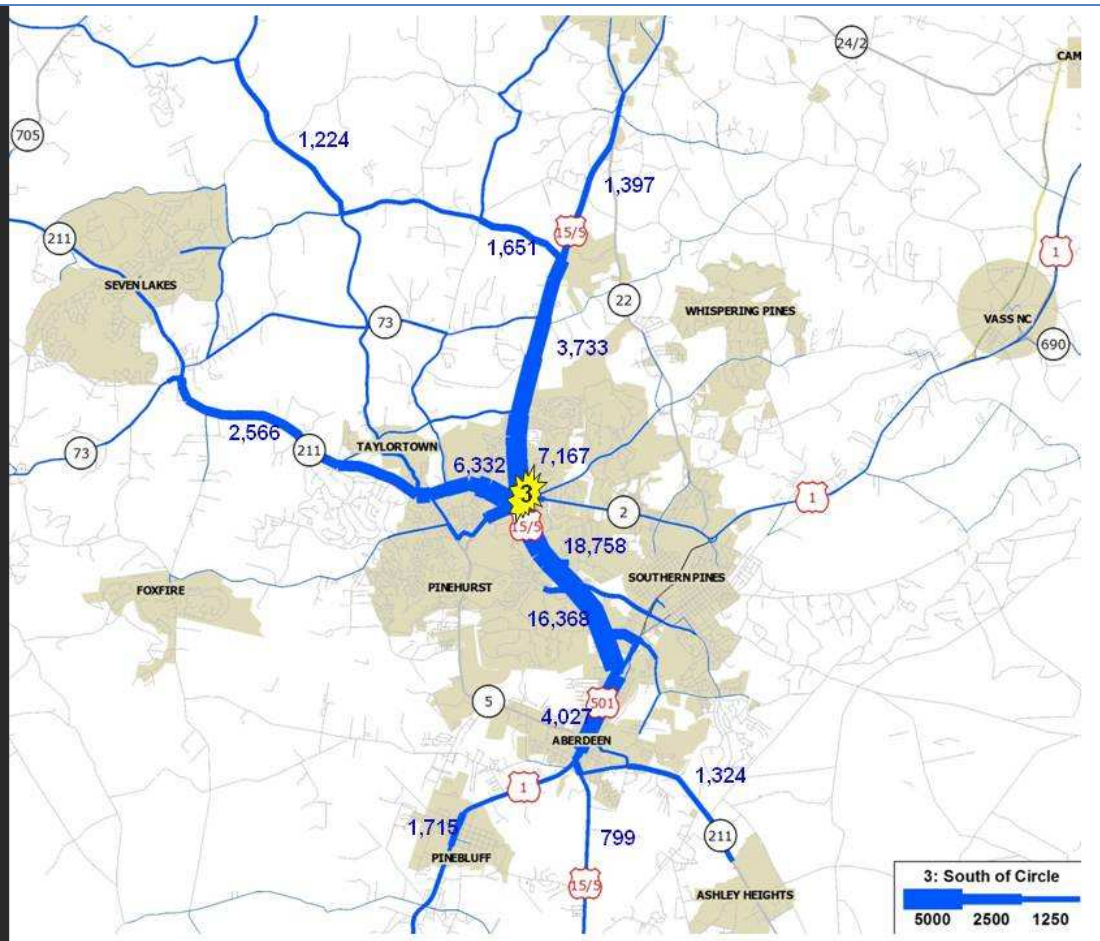 24/2
CAM
705
1,224
1,397
15/5
211
1,651
1
SEVEN LAKES
22
WHISPERING PINES
73
VASS NC
690
3,733
2,566
211
TAYLORTOWN
73
6,332
7,167
3
1
2
15/5
18,758
SOUTHERN PINES
FOXFIRE
PINEHURST
16,368
5
501
4,027
ABERDEEN
1,324
1
1,715
799
211
PINEBLUFF
15/5
ASHLEY HEIGHTS
3: South of Circle
5000 2500 1250